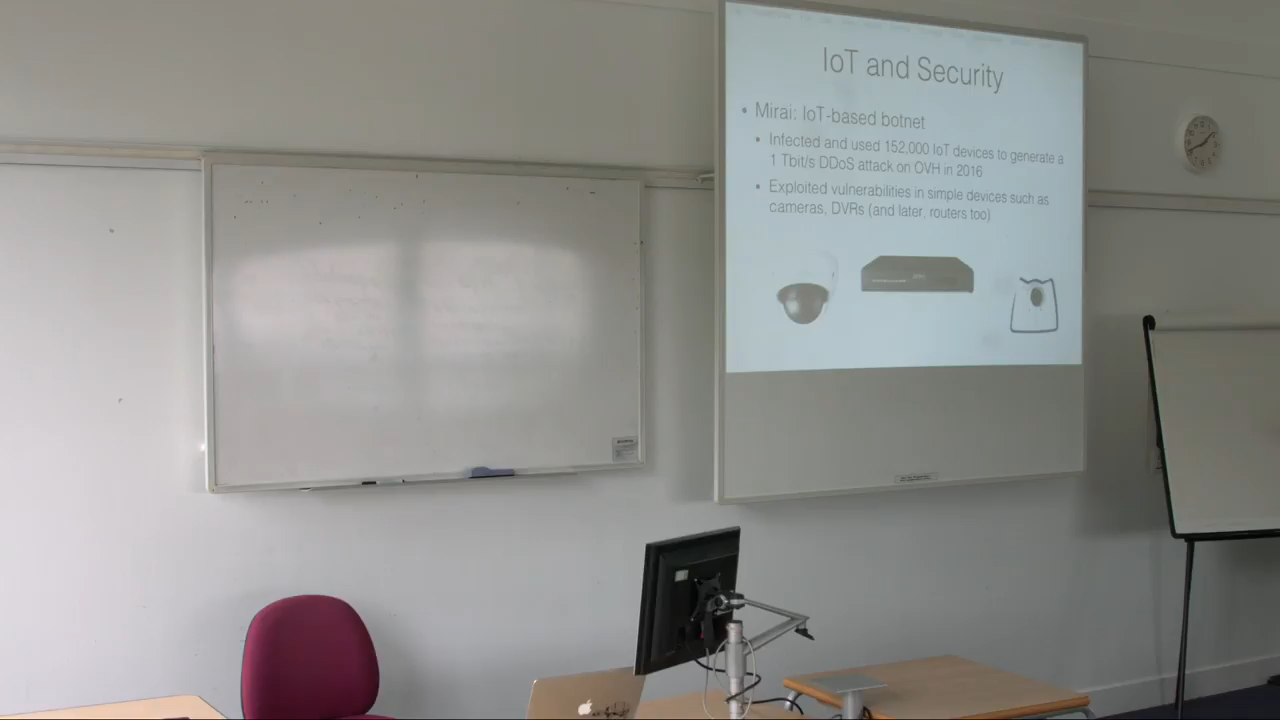 IoT and Security
• Mirai: IoT-based botnet
• Infected and used 152,000 IoT devices to generate a
1 Tbit/s DDoS attack on OVH in 2016
• Exploited vulnerabilities in simple devices such as
cameras, DVRs (and later, routers too)